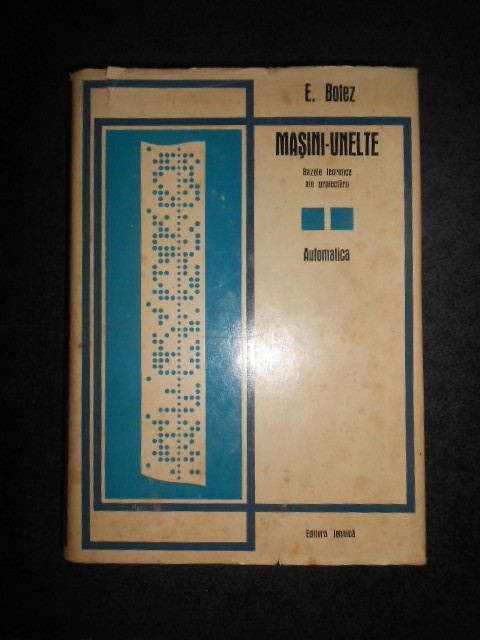 E. Botez
MAŞINI-UNELTE
Bazele teoretice
ale proiectării
Automatica
Editura tehnică